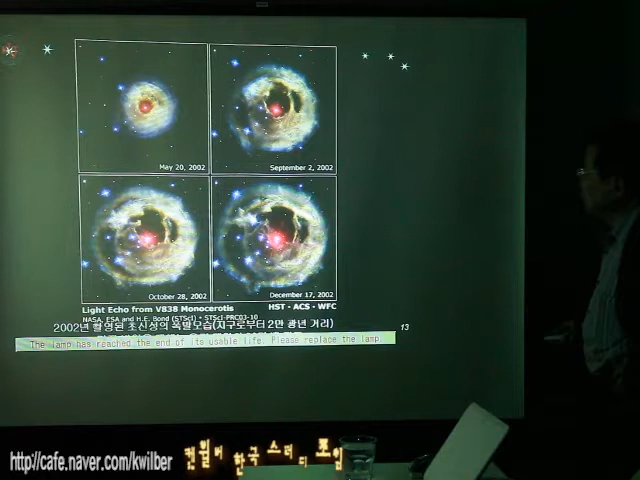 May 20, 2002
September 2, 2002
October 28, 2002
December 17, 2002
Light Echo from V838 Monocerotis
HST • ACS • WFC
NASA, ESA and H.E. Bond (STScI) • STScI-PRC03-10
2002년 촬영된 초신성의 폭발모습(지구로부터 2만 광년 거리)
13
The lamp has reached the end of its usable life. Please replace the lamp.
http://cafe.naver.com/kwilber
켄윌버 한국 스터디 모임